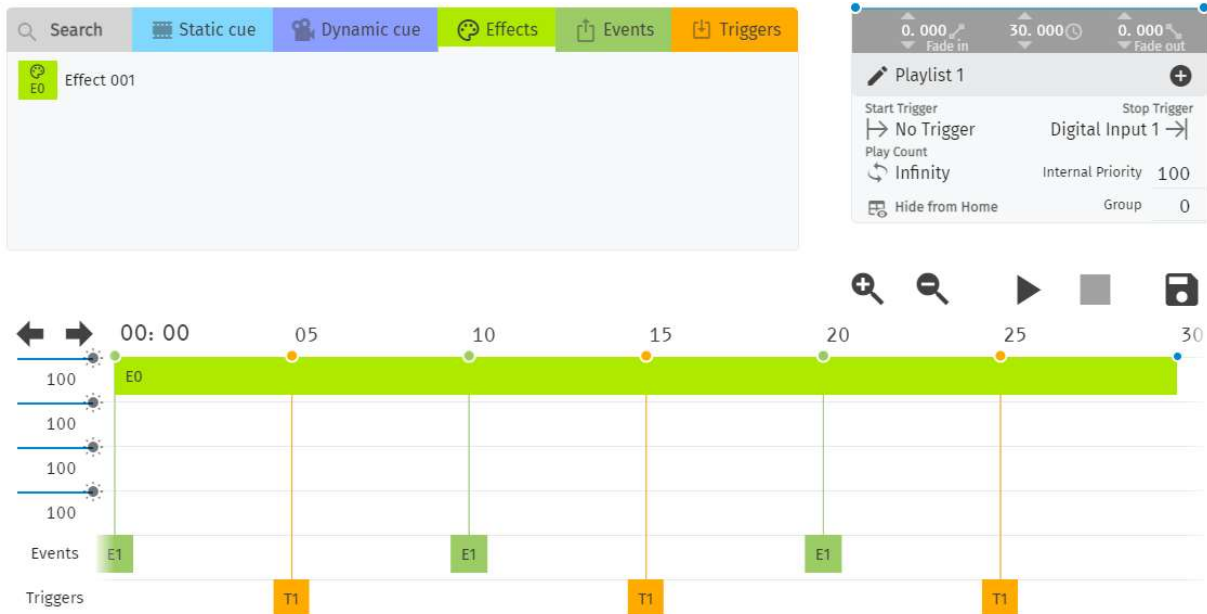 Search Static cue Dynamic cue Effects Events Triggers
E0 Effect 001
0. 000 30. 000 0. 000
Fade in Fade out
Playlist 1
Start Trigger Stop Trigger
No Trigger Digital Input 1
Play Count
Infinity Internal Priority 100
Hide from Home Group 0
00: 00 05 10 15 20 25 30
100 E0
100
100
100
Events E1 E1 E1
Triggers T1 T1 T1